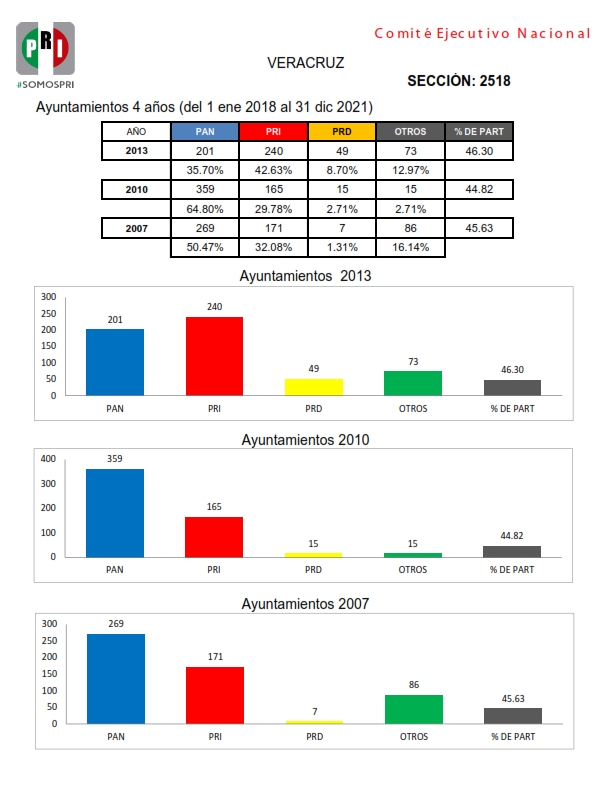 Comité Ejecutivo Nacional
PRI
#SOMOSPRI
VERACRUZ
SECCIÓN: 2518
Ayuntamientos 4 años (del 1 ene 2018 al 31 dic 2021)
AÑO PAN PRI PRD OTROS % DE PART
2013 201 240 49 73 46.30
35.70% 42.63% 8.70% 12.97%
2010 359 165 15 15 44.82
64.80% 29.78% 2.71% 2.71%
2007 269 171 7 86 45.63
50.47% 32.08% 1.31% 16.14%
Ayuntamientos 2013
300
250
200
150
100
50
0
201 240 49 73 46.30
PAN PRI PRD OTROS % DE PART
Ayuntamientos 2010
400
300
200
100
0
359 165 15 15 44.82
PAN PRI PRD OTROS % DE PART
Ayuntamientos 2007
300
250
200
150
100
50
0
269 171 7 86 45.63
PAN PRI PRD OTROS % DE PART